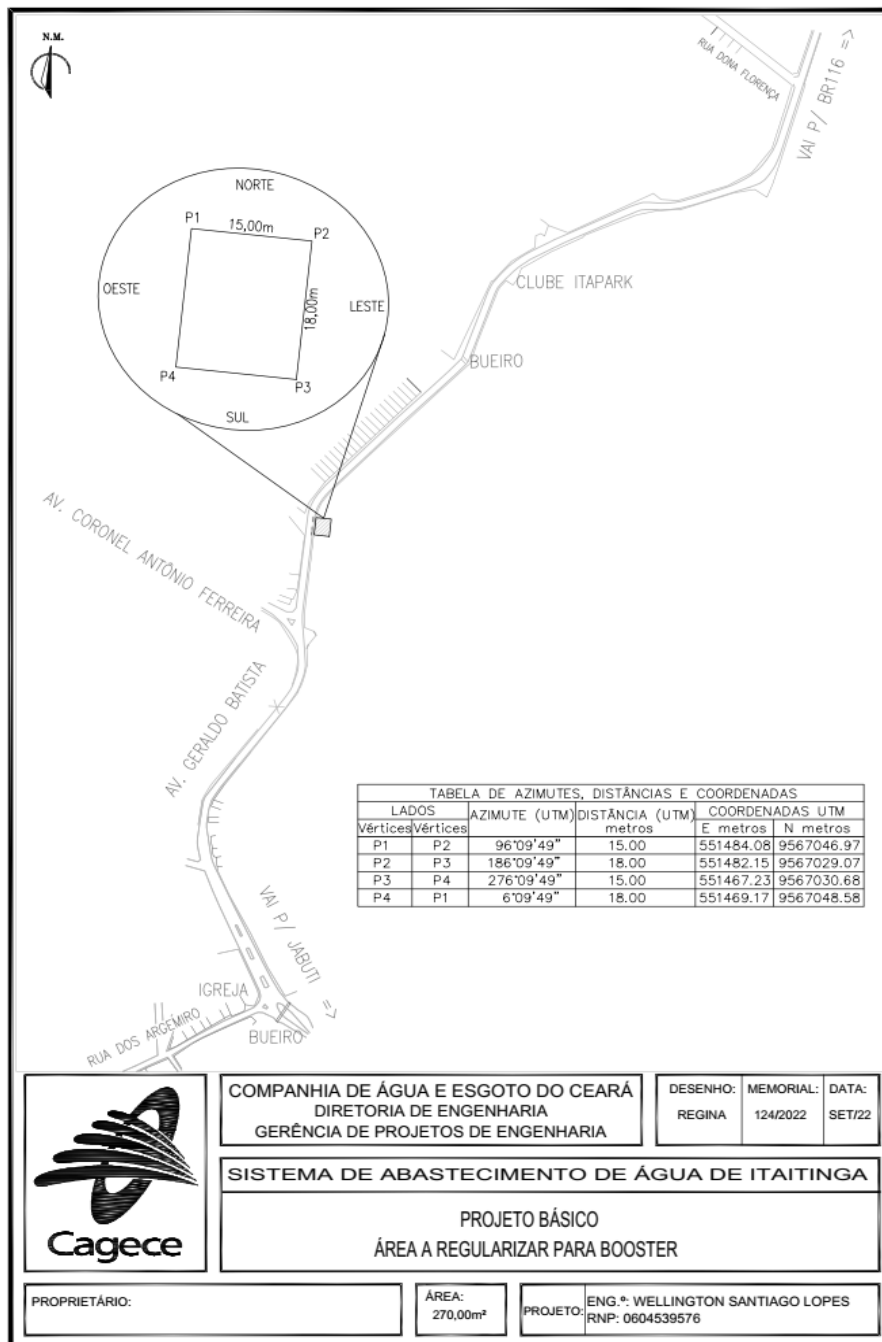 N.M.
RUA DONA FLORENÇA
VAI P/ BR116 =>
NORTE
P1
15,00m
P2
OESTE
LESTE
18,00m
P4
P3
SUL
CLUBE ITAPARK
BUEIRO
AV. CORONEL ANTÔNIO FERREIRA
AV. GERALDO BATISTA
VAI P/ JABUTI =>
IGREJA
RUA DOS ARGEMIRO
BUEIRO
TABELA DE AZIMUTES, DISTÂNCIAS E COORDENADAS
LADOS AZIMUTE (UTM) DISTÂNCIA (UTM) COORDENADAS UTM
Vértices Vértices metros E metros N metros
P1 P2 96°09'49" 15.00 551484.08 9567046.97
P2 P3 186°09'49" 18.00 551482.15 9567029.07
P3 P4 276°09'49" 15.00 551467.23 9567030.68
P4 P1 6°09'49" 18.00 551469.17 9567048.58
Cagece
COMPANHIA DE ÁGUA E ESGOTO DO CEARÁ
DIRETORIA DE ENGENHARIA
GERÊNCIA DE PROJETOS DE ENGENHARIA
DESENHO: MEMORIAL: DATA:
REGINA 124/2022 SET/22
SISTEMA DE ABASTECIMENTO DE ÁGUA DE ITAITINGA
PROJETO BÁSICO
ÁREA A REGULARIZAR PARA BOOSTER
PROPRIETÁRIO:
ÁREA:
270,00m²
PROJETO: ENG.º: WELLINGTON SANTIAGO LOPES
RNP: 0604539576